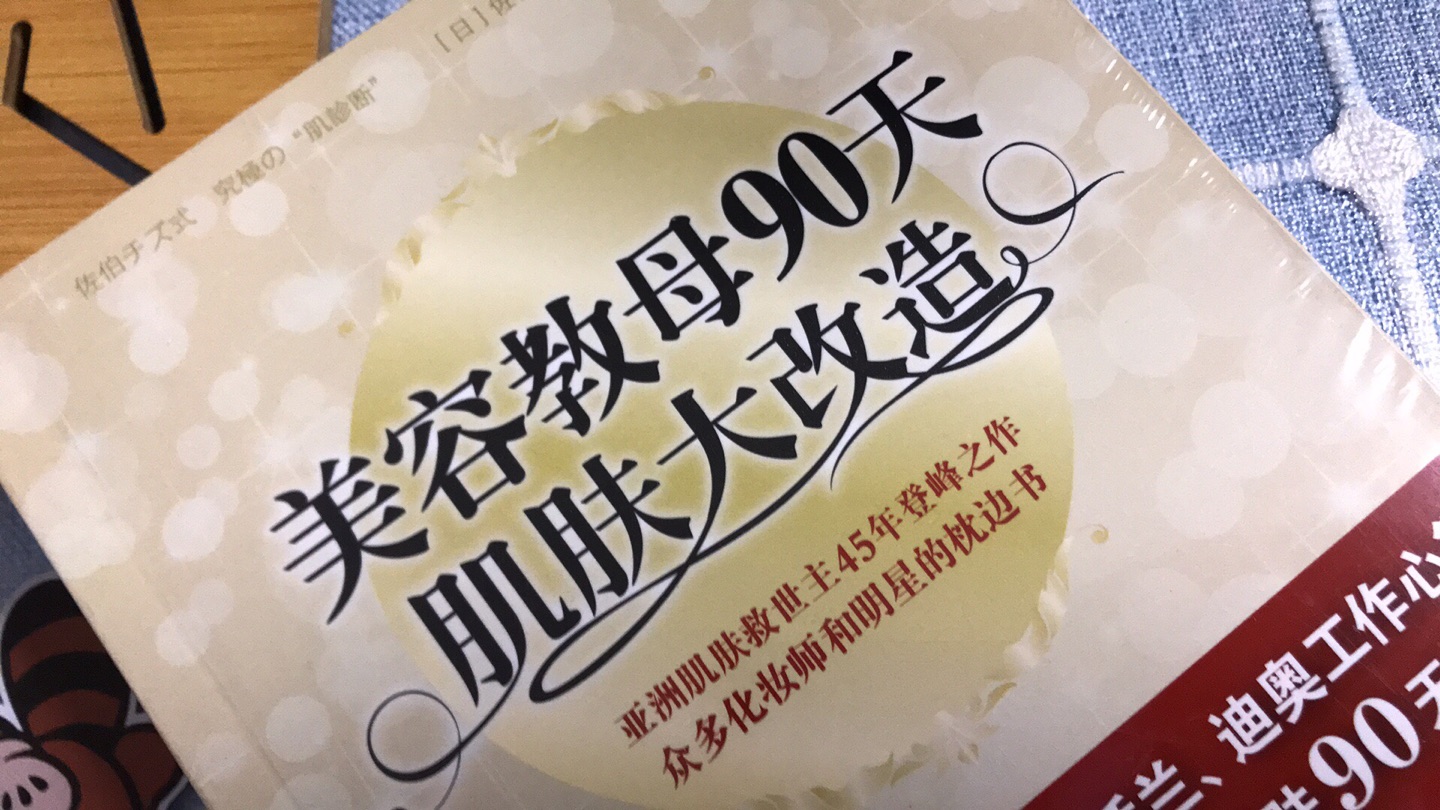 [日]佐
佐伯チズ式 究極の“肌診断”
美容教母90天
肌肤大改造
亚洲肌肤救世主45年登峰之作
众多化妆师和明星的枕边书
兰、迪奥工作心
90天